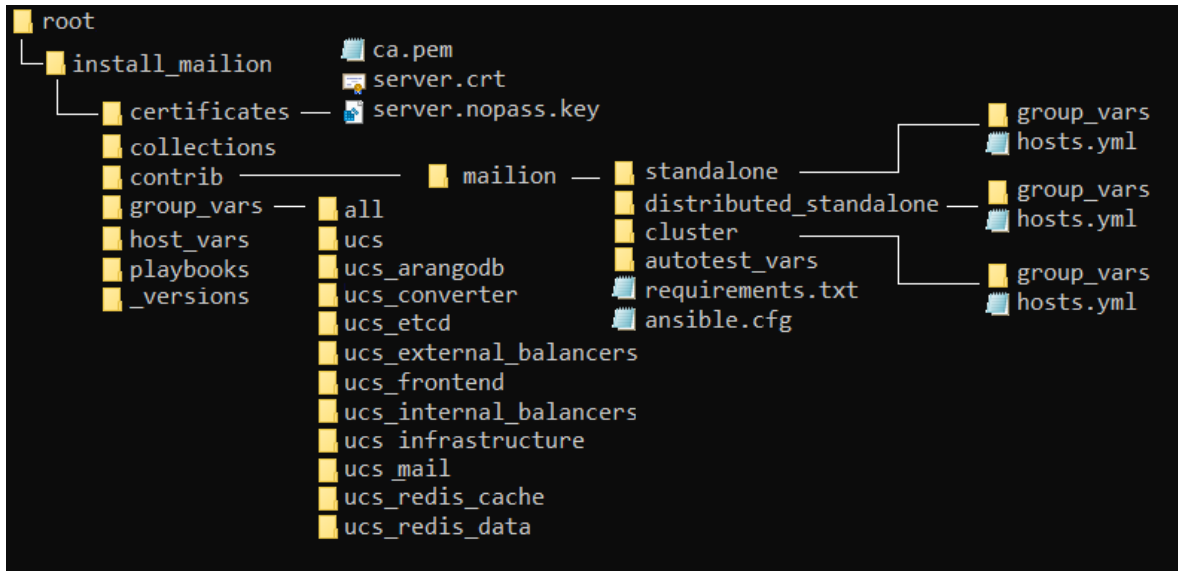 root
install_mailion
certificates
ca.pem
server.crt
server.nopass.key
collections
contrib
mailion
standalone
group_vars
hosts.yml
distributed_standalone
group_vars
hosts.yml
cluster
group_vars
hosts.yml
autotest_vars
requirements.txt
ansible.cfg
group_vars
all
ucs
ucs_arangodb
ucs_converter
ucs_etcd
ucs_external_balancers
ucs_frontend
ucs_internal_balancers
ucs infrastructure
ucs_mail
ucs_redis_cache
ucs_redis_data
host_vars
playbooks
_versions